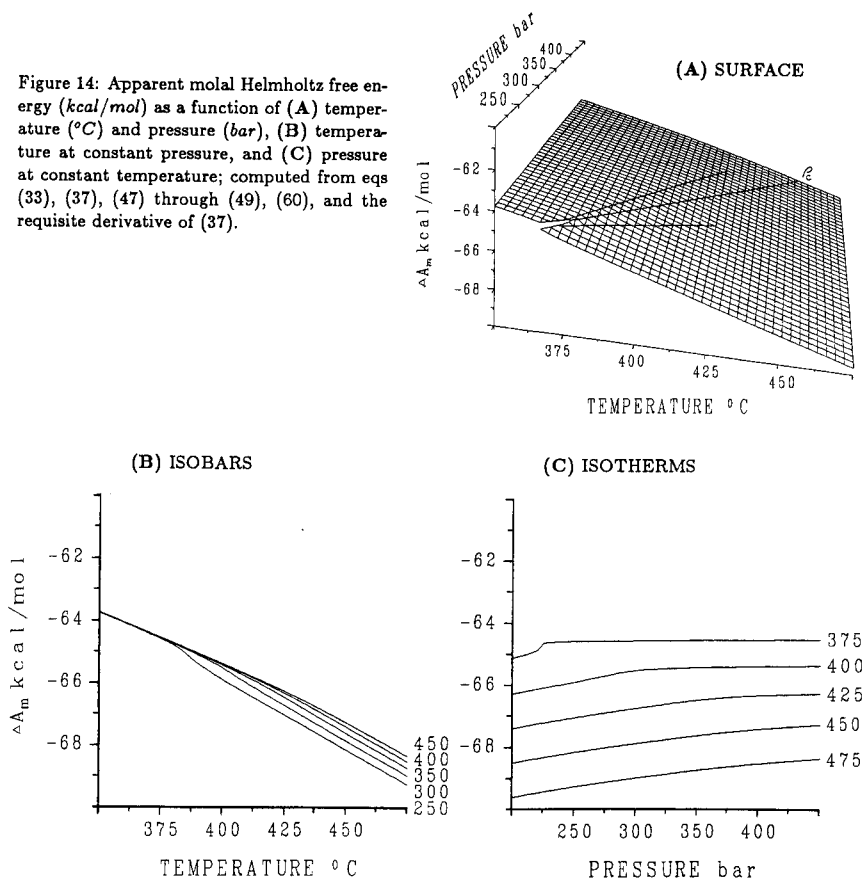 Figure 14: Apparent molal Helmholtz free en-
ergy (kcal/mol) as a function of (A) temper-
ature (°C) and pressure (bar), (B) tempera-
ture at constant pressure, and (C) pressure
at constant temperature; computed from eqs
(33), (37), (47) through (49), (60), and the
requisite derivative of (37).
(A) SURFACE
PRESSURE bar
250
300
350
400
△Am kcal/mol
-62
-64
-66
-68
375
400
425
450
TEMPERATURE °C
(B) ISOBARS
△Am kcal/mol
-62
-64
-66
-68
450
400
350
300
250
375
400
425
450
TEMPERATURE °C
(C) ISOTHERMS
-62
-64
-66
-68
375
400
425
450
475
250
300
350
400
PRESSURE bar